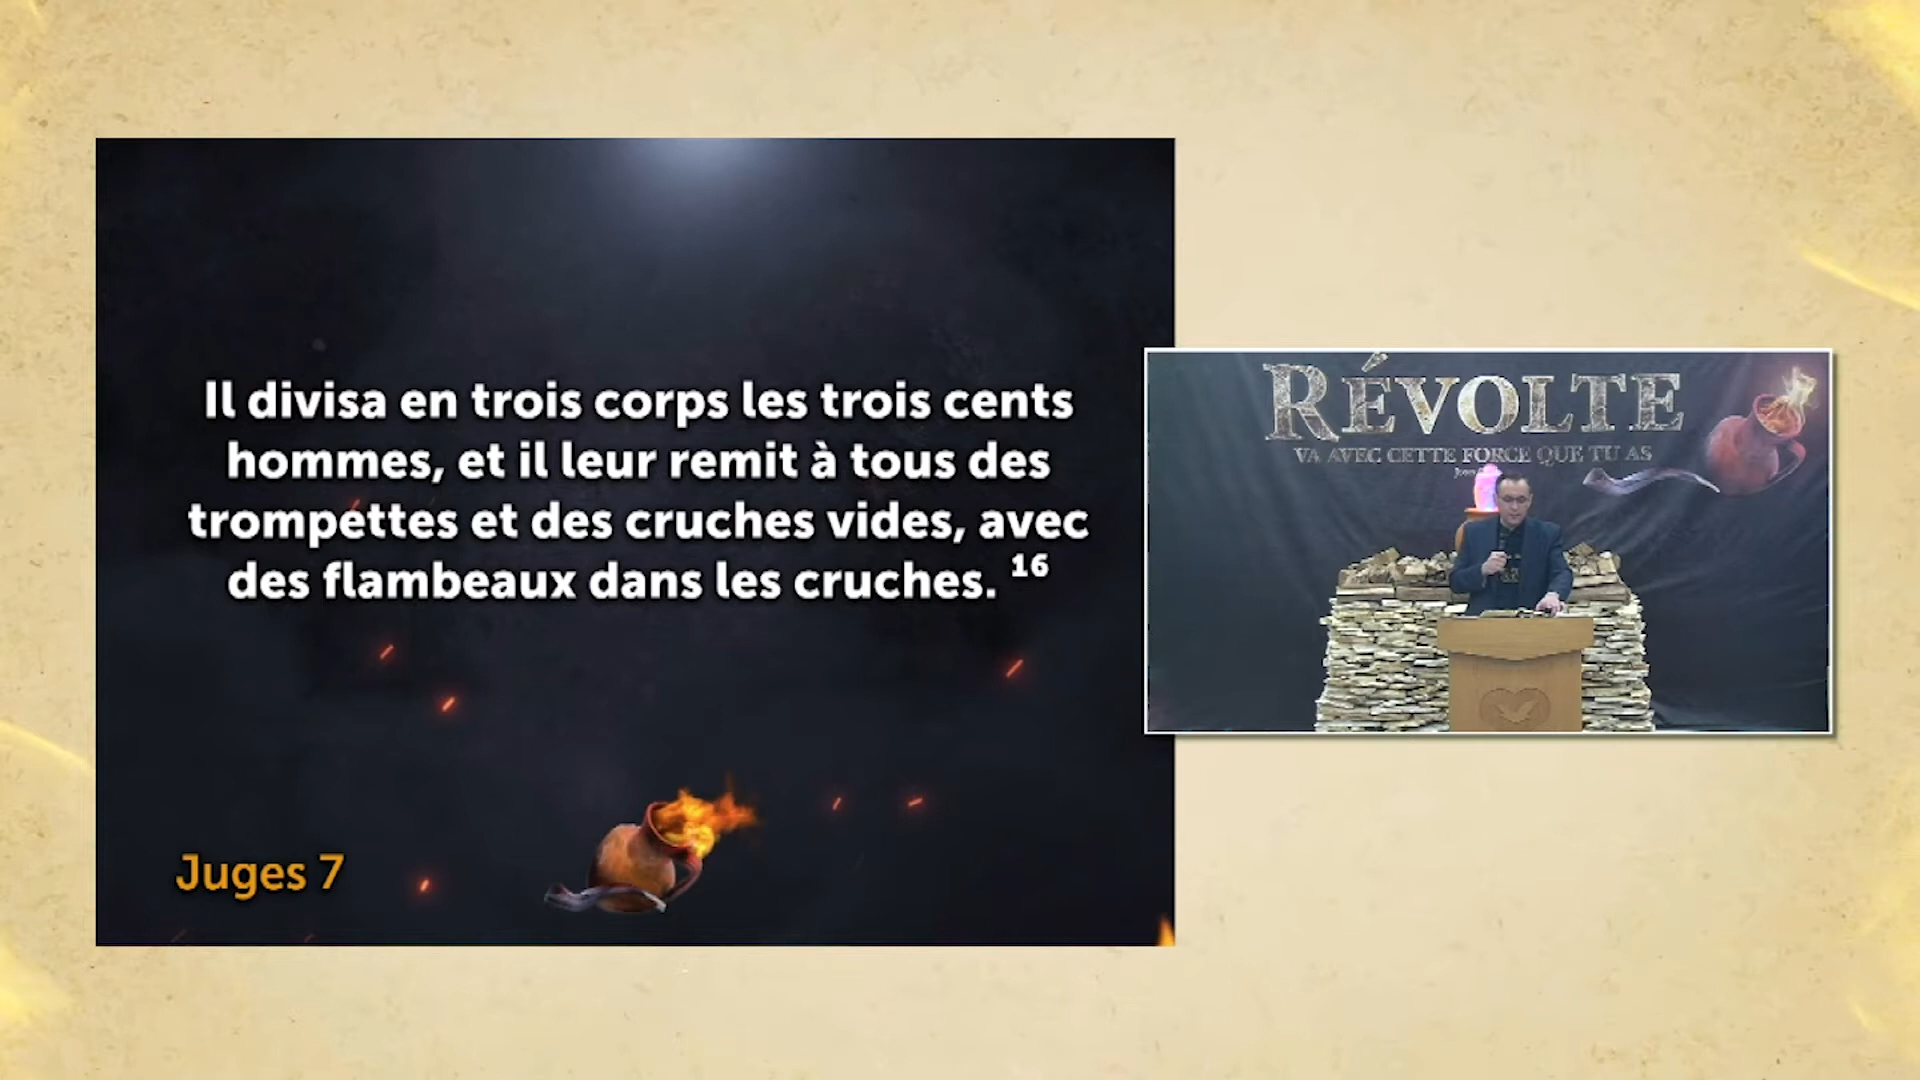 Il divisa en trois corps les trois cents
hommes, et il leur remit à tous des
trompettes et des cruches vides, avec
des flambeaux dans les cruches. 16
Juges 7
RÉVOLTE
VA AVEC CETTE FORCE QUE TU AS